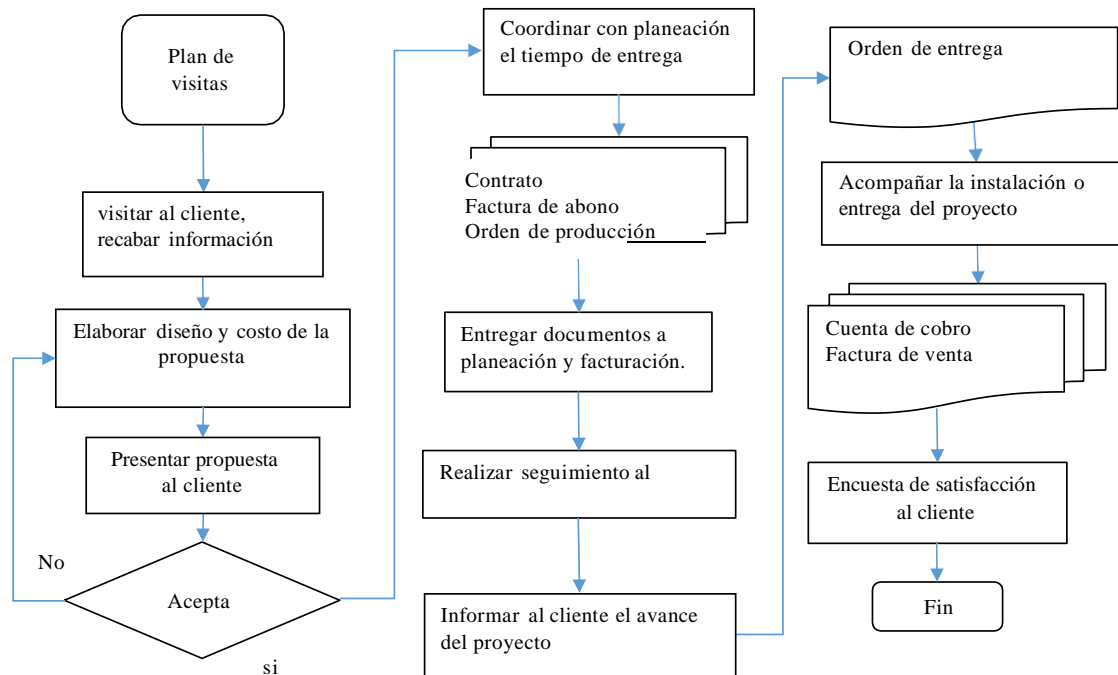 Plan de
visitas
visitar al cliente,
recabar información
Elaborar diseño y costo de la
propuesta
Presentar propuesta
al cliente
No
Acepta
si
Coordinar con planeación
el tiempo de entrega
Contrato
Factura de abono
Orden de producción
Entregar documentos a
planeación y facturación.
Realizar seguimiento al
Informar al cliente el avance
del proyecto
Orden de entrega
Acompañar la instalación o
entrega del proyecto
Cuenta de cobro
Factura de venta
Encuesta de satisfacción
al cliente
Fin